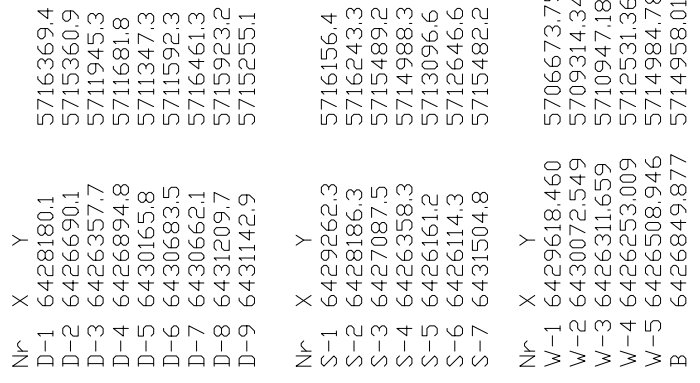 Nr X Y
D-1 6428180.1 5716369.4
D-2 6426690.1 5715360.9
D-3 6426357.7 5711945.3
D-4 6426894.8 5711681.8
D-5 6430165.8 5711347.3
D-6 6430683.5 5711592.3
D-7 6430662.1 5716461.3
D-8 6431209.7 5715923.2
D-9 6431142.9 5715255.1
Nr X Y
S-1 6429262.3 5716156.4
S-2 6428186.3 5716243.3
S-3 6427087.5 5715489.2
S-4 6426358.3 5714988.3
S-5 6426161.2 5713096.6
S-6 6426114.3 5712646.6
S-7 6431504.8 5715482.2
Nr X Y
W-1 6429618.460 5706673.7
W-2 6430072.549 5709314.34
W-3 6426311.659 5710947.18
W-4 6426253.009 5712531.36
W-5 6426508.946 5714984.78
B 6426849.877 5714958.01